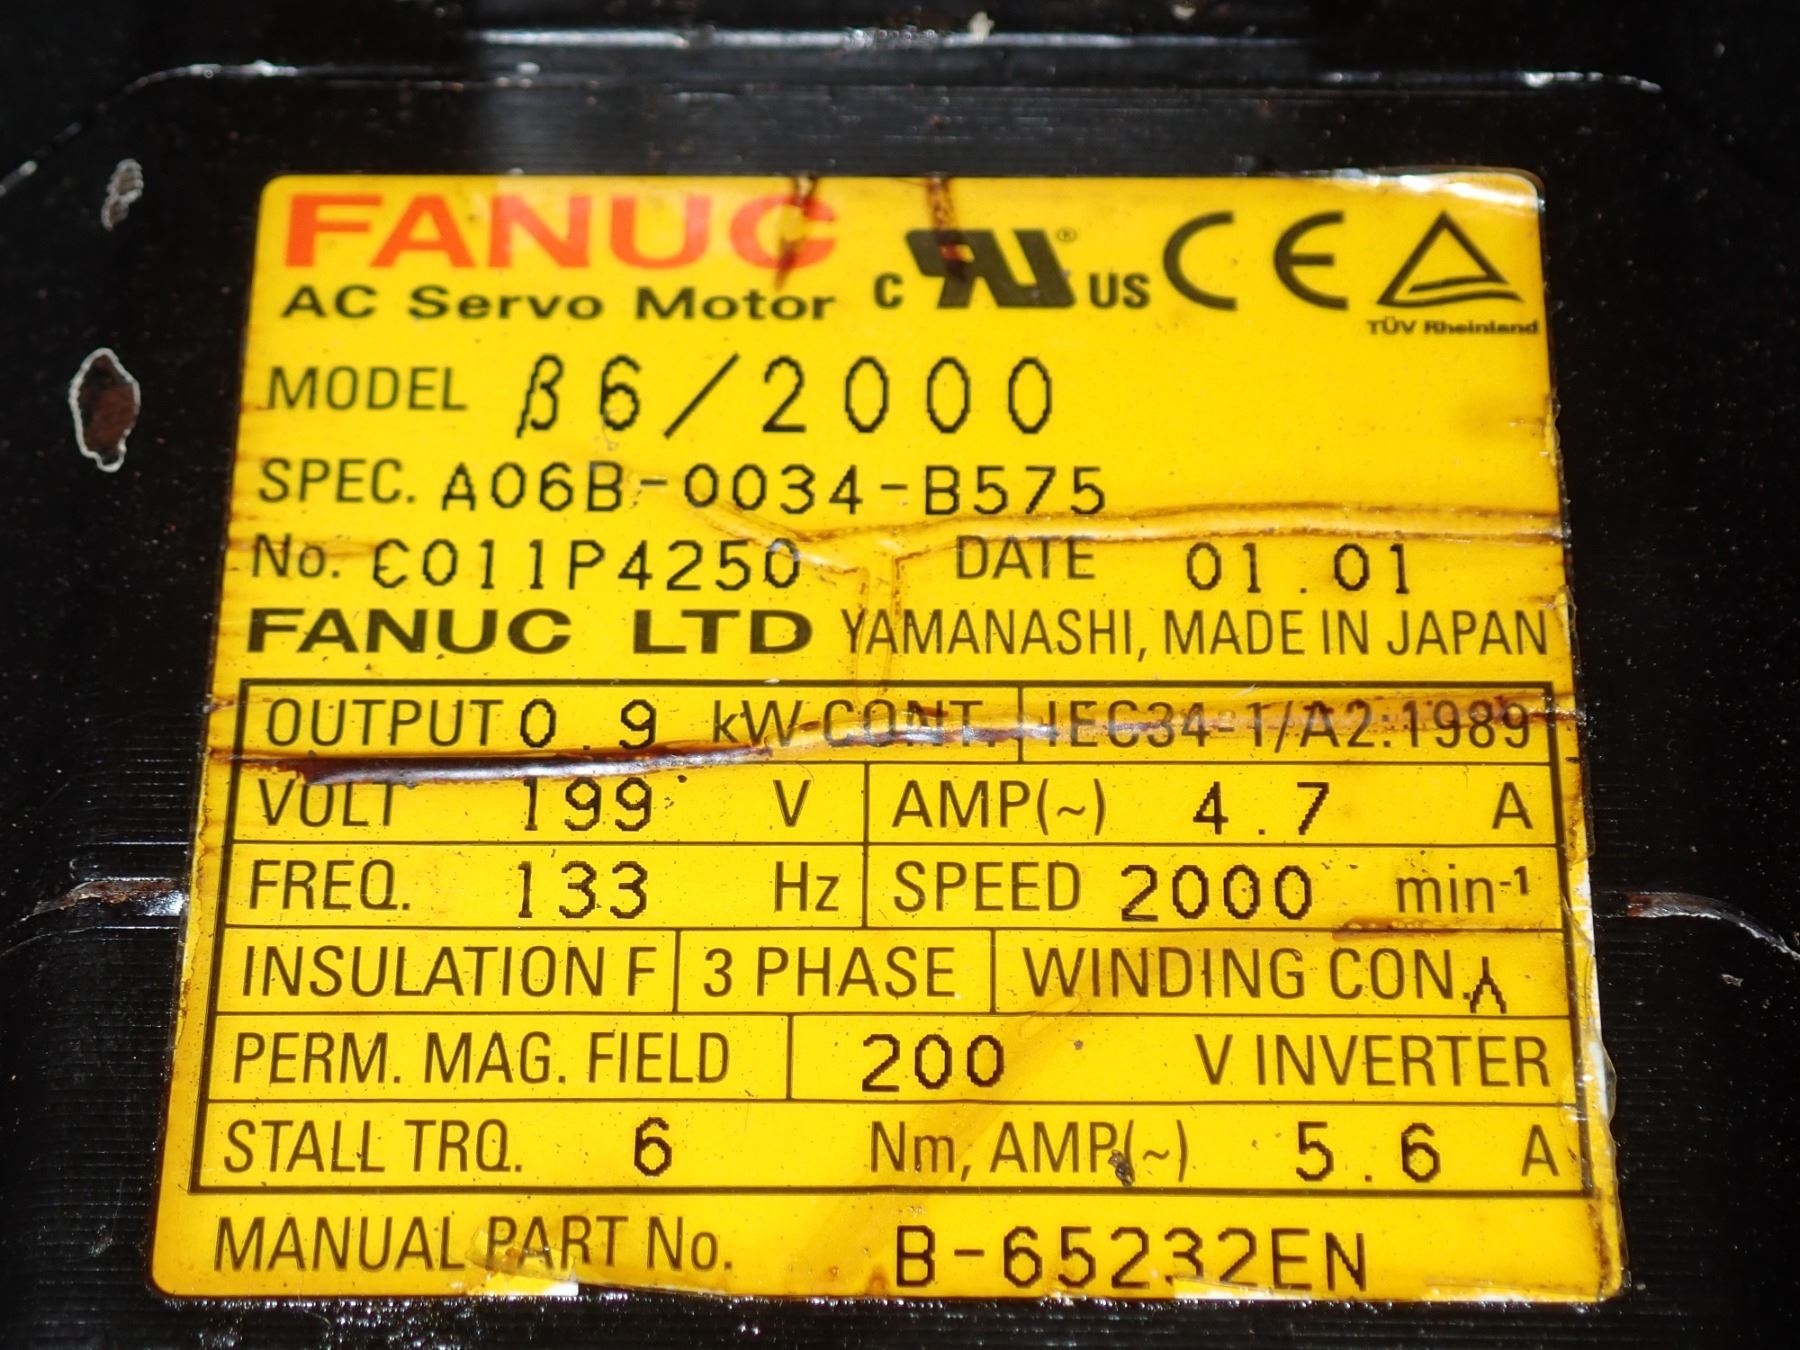 FANUC c RU® US CE
AC Servo Motor TÜV Rheinland
MODEL β6/2000
SPEC. A06B-0034-B575
No. C011P4250 DATE 01.01
FANUC LTD YAMANASHI, MADE IN JAPAN
OUTPUT 0.9 kW CONT. IEC34-1/A2:1989
VOLT 199 V AMP(~) 4.7 A
FREQ. 133 Hz SPEED 2000 min-1
INSULATION F 3 PHASE WINDING CON. Y
PERM. MAG. FIELD 200 V INVERTER
STALL TRQ. 6 Nm, AMP(~) 5.6 A
MANUAL PART No. B-65232EN